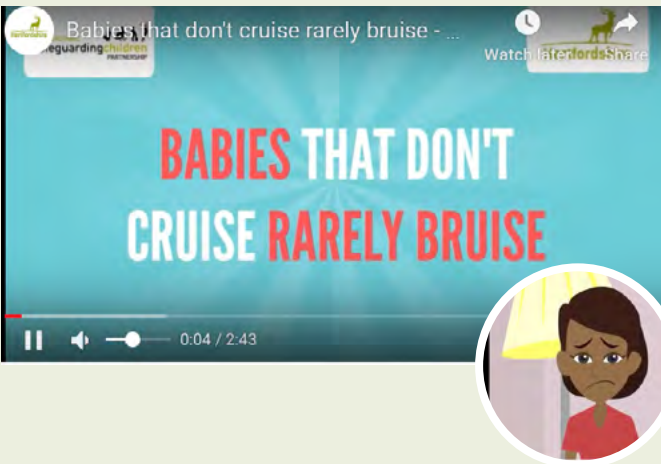 Babies that don't cruise rarely bruise - ...
children
PARTNERSHIP
Watch later
Share
BABIES THAT DON'T
CRUISE RARELY BRUISE
0:04 / 2:43